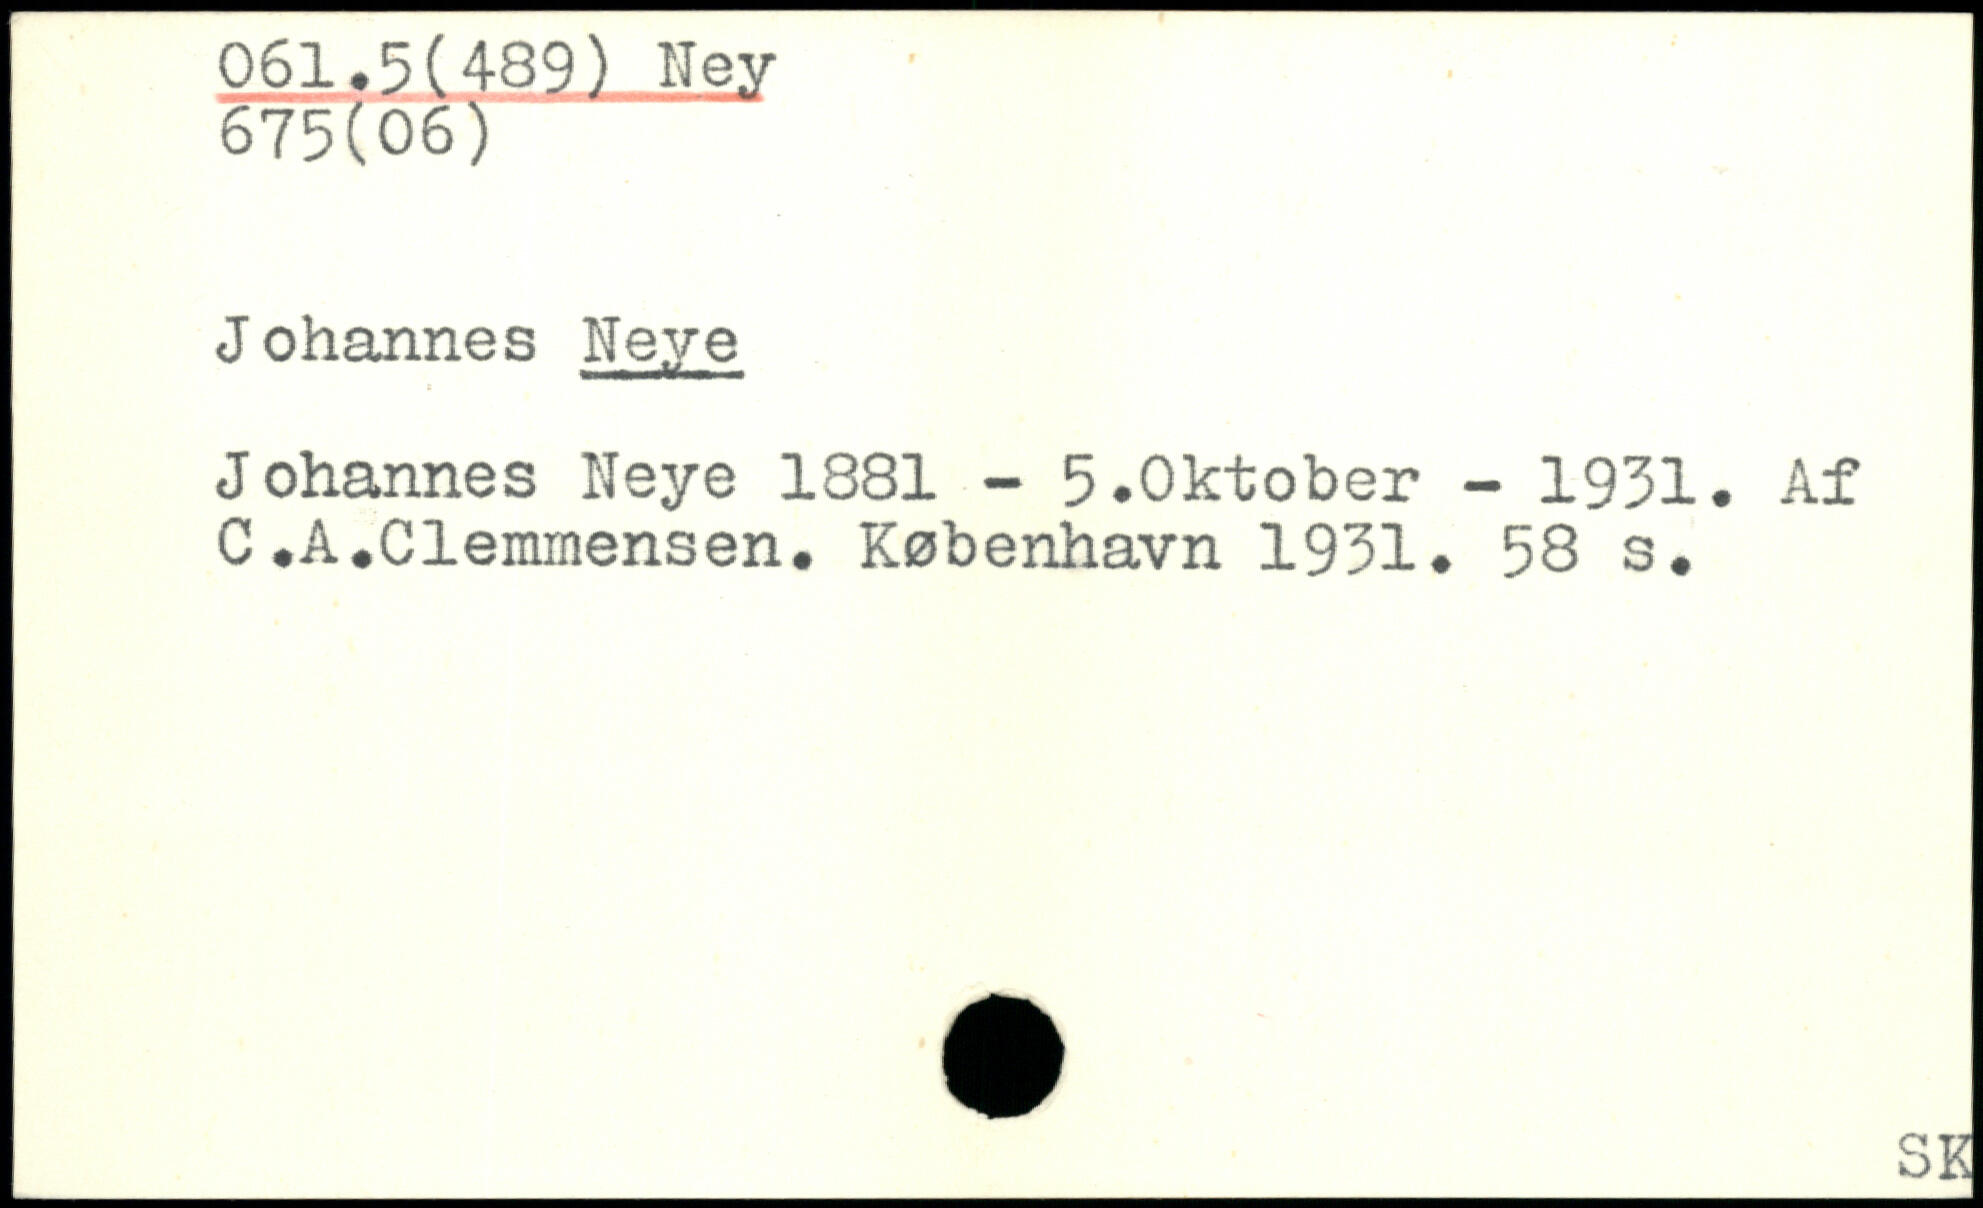 061.5(489) Ney
675(06)
Johannes Neye
Johannes Neye 1881 - 5.Oktober - 1931. Af
C.A.Clemmensen. København 1931. 58 s.
SK